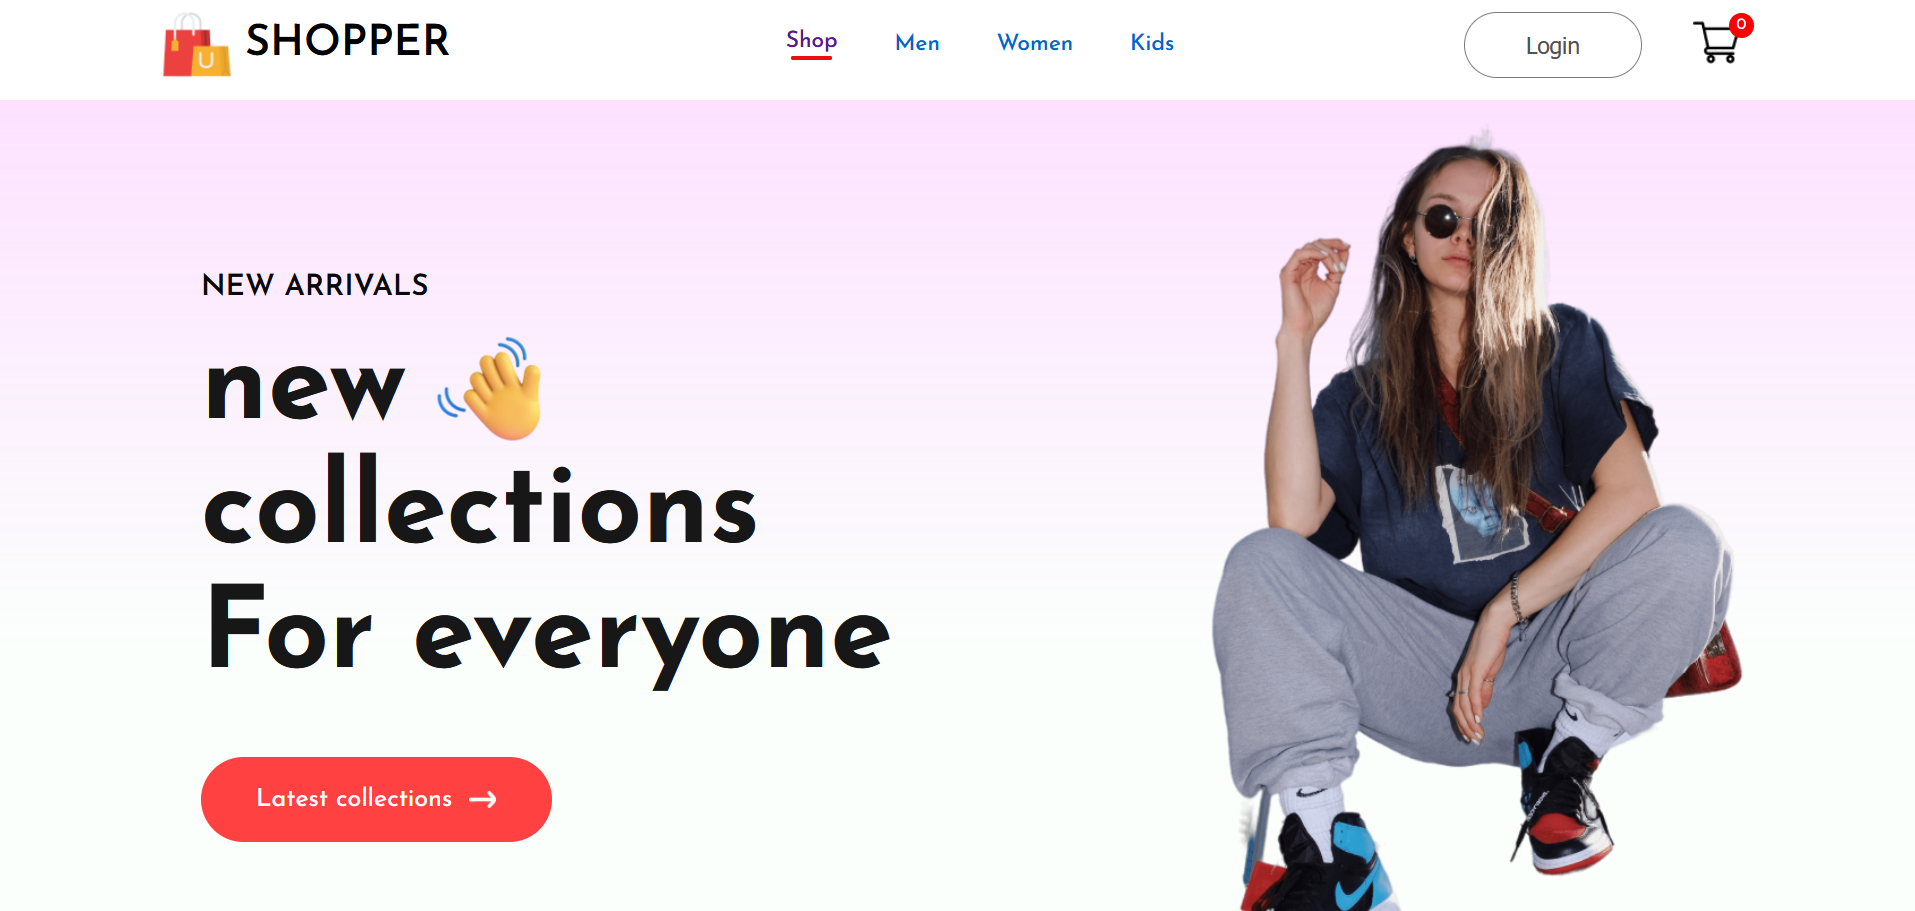 SHOPPER
Shop
Men
Women
Kids
Login
0
NEW ARRIVALS
new
collections
For everyone
Latest collections